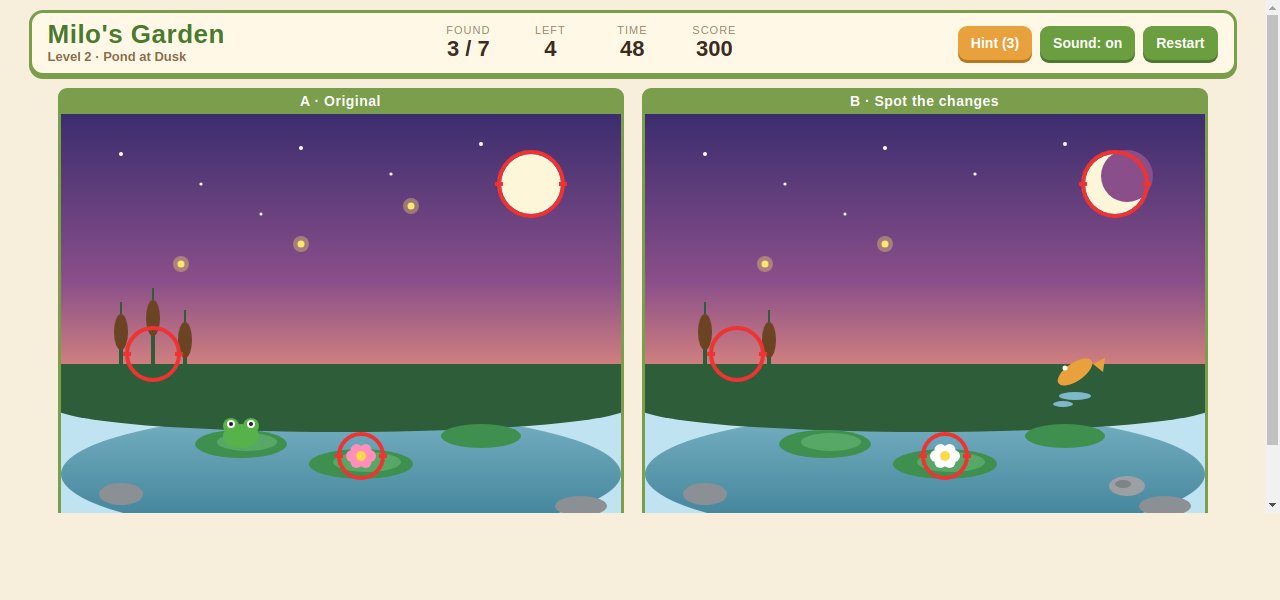 Milo's Garden
Level 2 · Pond at Dusk
FOUND
3 / 7
LEFT
4
TIME
48
SCORE
300
Hint (3)
Sound: on
Restart
A · Original
B · Spot the changes